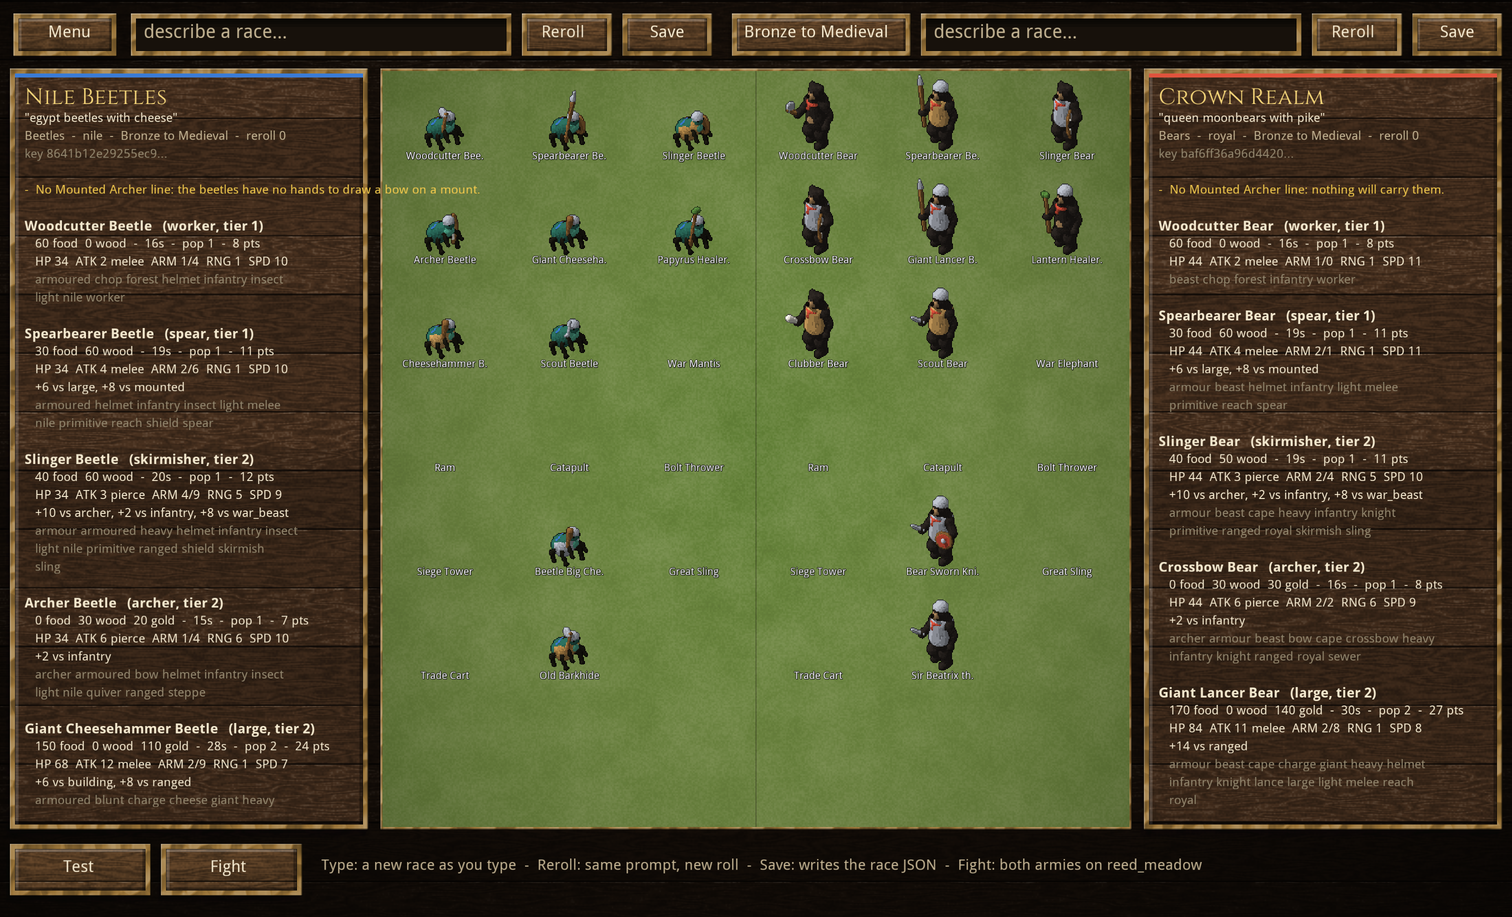 Menu
describe a race...
Reroll
Save
Bronze to Medieval
describe a race...
Reroll
Save
Nile Beetles
"egypt beetles with cheese"
Beetles - nile - Bronze to Medieval - reroll 0
key 8641b12e29255ec9...
- No Mounted Archer line: the beetles have no hands to draw a bow on a mount.
Woodcutter Beetle (worker, tier 1)
60 food 0 wood - 16s - pop 1 - 8 pts
HP 34 ATK 2 melee ARM 1/4 RNG 1 SPD 10
armoured chop forest helmet infantry insect
light nile worker
Spearbearer Beetle (spear, tier 1)
30 food 60 wood - 19s - pop 1 - 11 pts
HP 34 ATK 4 melee ARM 2/6 RNG 1 SPD 10
+6 vs large, +8 vs mounted
armoured helmet infantry insect light melee
nile primitive reach shield spear
Slinger Beetle (skirmisher, tier 2)
40 food 60 wood - 20s - pop 1 - 12 pts
HP 34 ATK 3 pierce ARM 4/9 RNG 5 SPD 9
+10 vs archer, +2 vs infantry, +8 vs war_beast
armour armoured heavy helmet infantry insect
light nile primitive ranged shield skirmish
sling
Archer Beetle (archer, tier 2)
0 food 30 wood 20 gold - 15s - pop 1 - 7 pts
HP 34 ATK 6 pierce ARM 1/4 RNG 6 SPD 10
+2 vs infantry
archer armoured bow helmet infantry insect
light nile quiver ranged steppe
Giant Cheesehammer Beetle (large, tier 2)
150 food 0 wood 110 gold - 28s - pop 2 - 24 pts
HP 68 ATK 12 melee ARM 2/9 RNG 1 SPD 7
+6 vs building, +8 vs ranged
armoured blunt charge cheese giant heavy
Woodcutter Bee.
Spearbearer Be.
Slinger Beetle
Woodcutter Bear
Spearbearer Be.
Slinger Bear
Archer Beetle
Giant Cheeseha.
Papyrus Healer.
Crossbow Bear
Giant Lancer B.
Lantern Healer.
Cheesehammer B.
Scout Beetle
War Mantis
Clubber Bear
Scout Bear
War Elephant
Ram
Catapult
Bolt Thrower
Ram
Catapult
Bolt Thrower
Siege Tower
Beetle Big Che.
Great Sling
Siege Tower
Bear Sworn Kni.
Great Sling
Trade Cart
Old Barkhide
Trade Cart
Sir Beatrix th.
Crown Realm
"queen moonbears with pike"
Bears - royal - Bronze to Medieval - reroll 0
key baf6ff36a96d4420...
- No Mounted Archer line: nothing will carry them.
Woodcutter Bear (worker, tier 1)
60 food 0 wood - 16s - pop 1 - 8 pts
HP 44 ATK 2 melee ARM 1/0 RNG 1 SPD 11
beast chop forest infantry worker
Spearbearer Bear (spear, tier 1)
30 food 60 wood - 19s - pop 1 - 11 pts
HP 44 ATK 4 melee ARM 2/1 RNG 1 SPD 11
+6 vs large, +8 vs mounted
armour beast helmet infantry light melee
primitive reach spear
Slinger Bear (skirmisher, tier 2)
40 food 50 wood - 19s - pop 1 - 11 pts
HP 44 ATK 3 pierce ARM 2/4 RNG 5 SPD 10
+10 vs archer, +2 vs infantry, +8 vs war_beast
armour beast cape heavy infantry knight
primitive ranged royal skirmish sling
Crossbow Bear (archer, tier 2)
0 food 30 wood 30 gold - 16s - pop 1 - 8 pts
HP 44 ATK 6 pierce ARM 2/2 RNG 6 SPD 9
+2 vs infantry
archer armour beast bow cape crossbow heavy
infantry knight ranged royal sewer
Giant Lancer Bear (large, tier 2)
170 food 0 wood 140 gold - 30s - pop 2 - 27 pts
HP 84 ATK 11 melee ARM 2/8 RNG 1 SPD 8
+14 vs ranged
armour beast cape charge giant heavy helmet
infantry knight lance large light melee reach
royal
Test
Fight
Type: a new race as you type - Reroll: same prompt, new roll - Save: writes the race JSON - Fight: both armies on reed_meadow